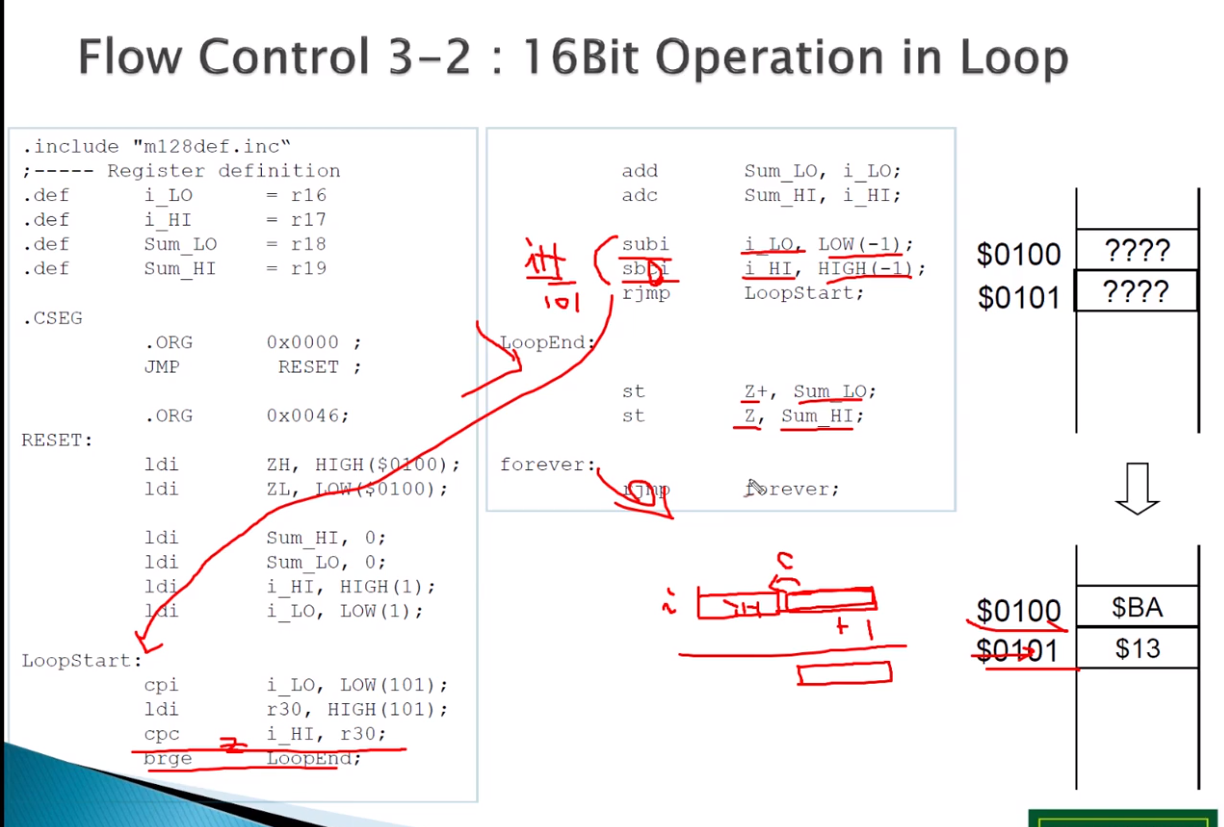 Flow Control 3-2 : 16Bit Operation in Loop
.include "m128def.inc“
;----- Register definition
.def i_LO = r16
.def i_HI = r17
.def Sum_LO = r18
.def Sum_HI = r19
.CSEG
.ORG 0x0000 ;
JMP RESET ;
.ORG 0x0046;
RESET:
ldi ZH, HIGH($0100);
ldi ZL, LOW($0100);
ldi Sum_HI, 0;
ldi Sum_LO, 0;
ldi i_HI, HIGH(1);
ldi i_LO, LOW(1);
LoopStart:
cpi i_LO, LOW(101);
ldi r30, HIGH(101);
cpc i_HI, r30;
brge LoopEnd;
add Sum_LO, i_LO;
adc Sum_HI, i_HI;
subi i_LO, LOW(-1);
sbci i_HI, HIGH(-1);
rjmp LoopStart;
LoopEnd:
st Z+, Sum_LO;
st Z, Sum_HI;
forever:
rjmp forever;
101
C
i
+ 1
$0100 ????
$0101 ????
$0100 $BA
$0101 $13